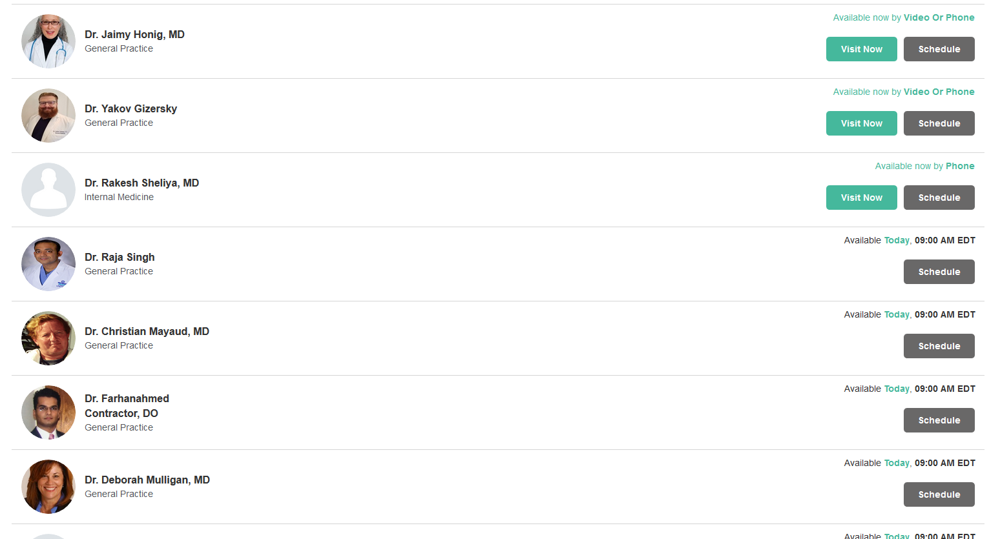 Available now by Video Or Phone
Dr. Jaimy Honig, MD
General Practice
Visit Now
Schedule
Available now by Video Or Phone
Dr. Yakov Gizersky
General Practice
Visit Now
Schedule
Available now by Phone
Dr. Rakesh Sheliya, MD
Internal Medicine
Visit Now
Schedule
Available Today, 09:00 AM EDT
Dr. Raja Singh
General Practice
Schedule
Available Today, 09:00 AM EDT
Dr. Christian Mayaud, MD
General Practice
Schedule
Available Today, 09:00 AM EDT
Dr. Farhanahmed
Contractor, DO
General Practice
Schedule
Available Today, 09:00 AM EDT
Dr. Deborah Mulligan, MD
General Practice
Schedule
Available Today, 09:00 AM EDT